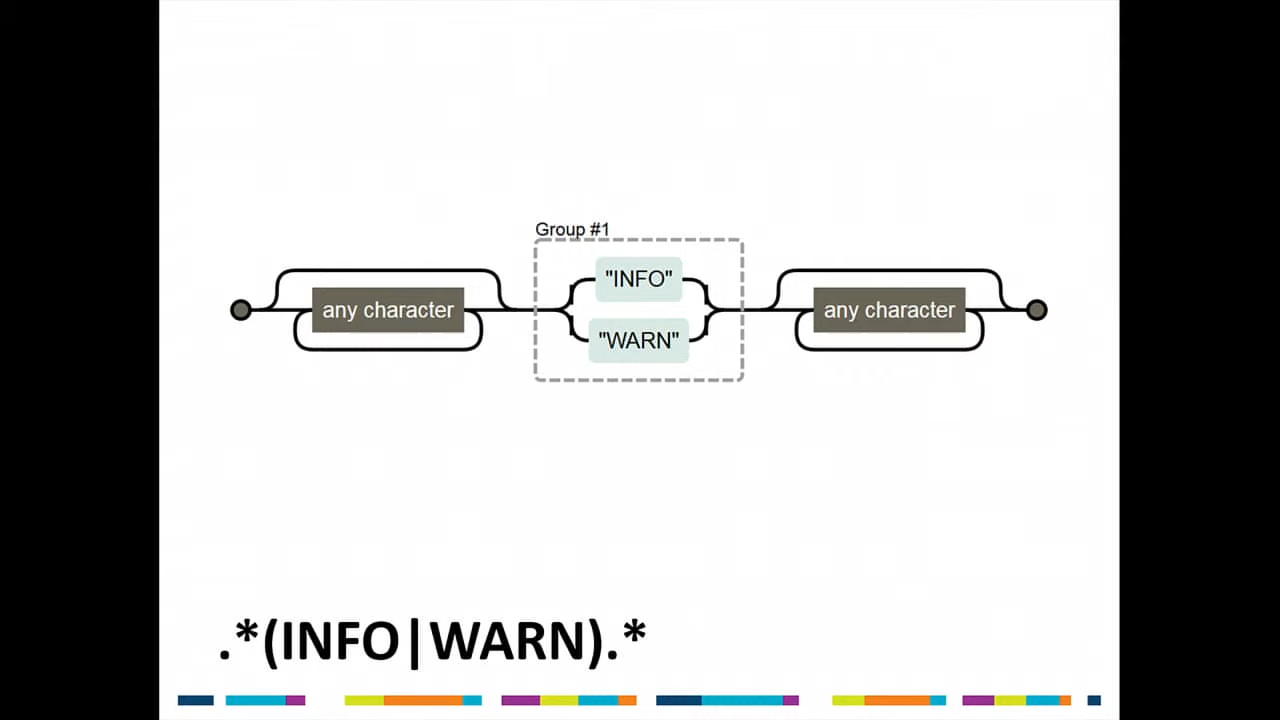 Group #1
"INFO"
any character
any character
"WARN"
.*(INFO|WARN).*